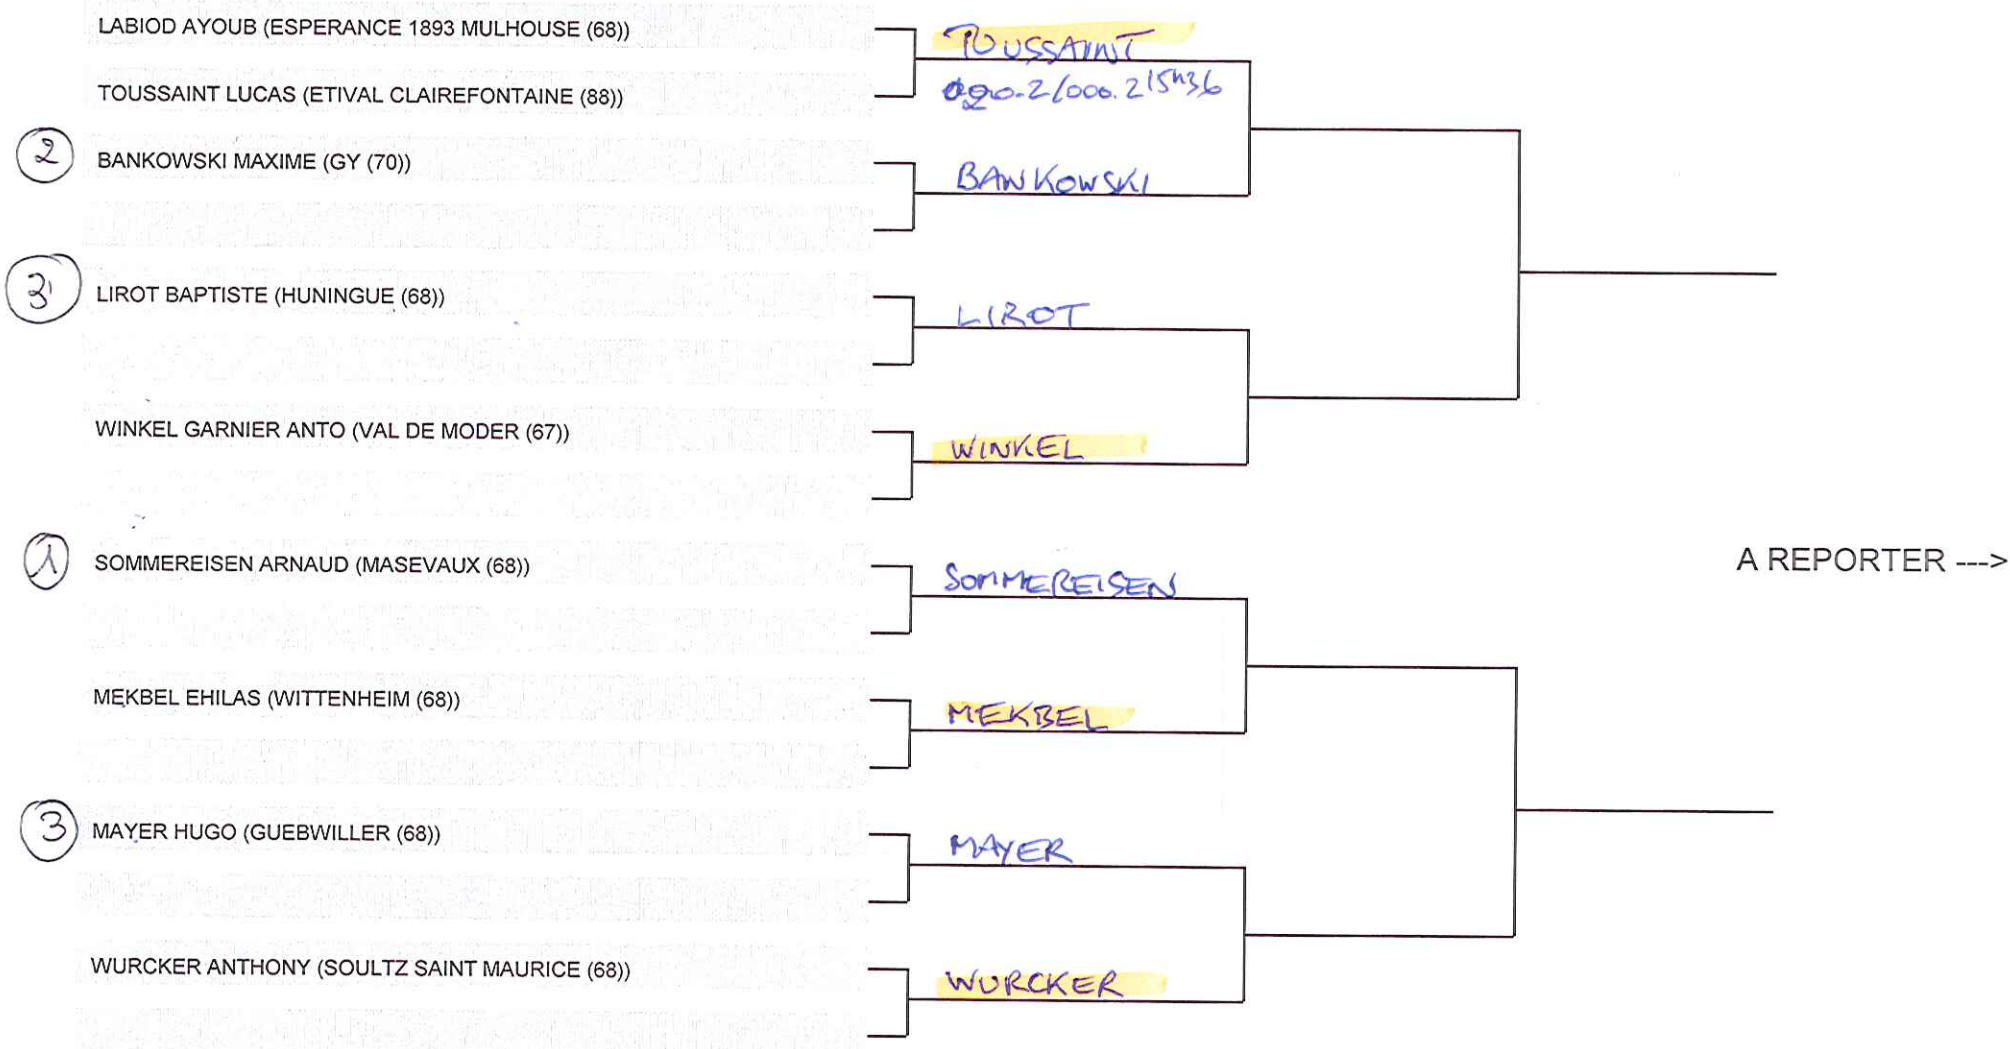 LABIOD AYOUB (ESPERANCE 1893 MULHOUSE (68))
TOUSSAINT
TOUSSAINT LUCAS (ETIVAL CLAIREFONTAINE (88))
2 BANKOWSKI MAXIME (GY (70))
BANKOWSKI
3 LIROT BAPTISTE (HUNINGUE (68))
LIROT
WINKEL GARNIER ANTO (VAL DE MODER (67))
WINKEL
1 SOMMEREISEN ARNAUD (MASEVAUX (68))
SOMMEREISEN
A REPORTER --->
MEKBEL EHILAS (WITTENHEIM (68))
MEKBEL
3 MAYER HUGO (GUEBWILLER (68))
MAYER
WURCKER ANTHONY (SOULTZ SAINT MAURICE (68))
WURCKER